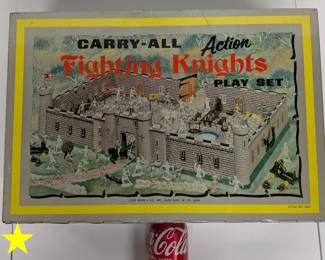 CARRY-ALL Action
Fighting Knights
PLAY SET
Coca-Cola